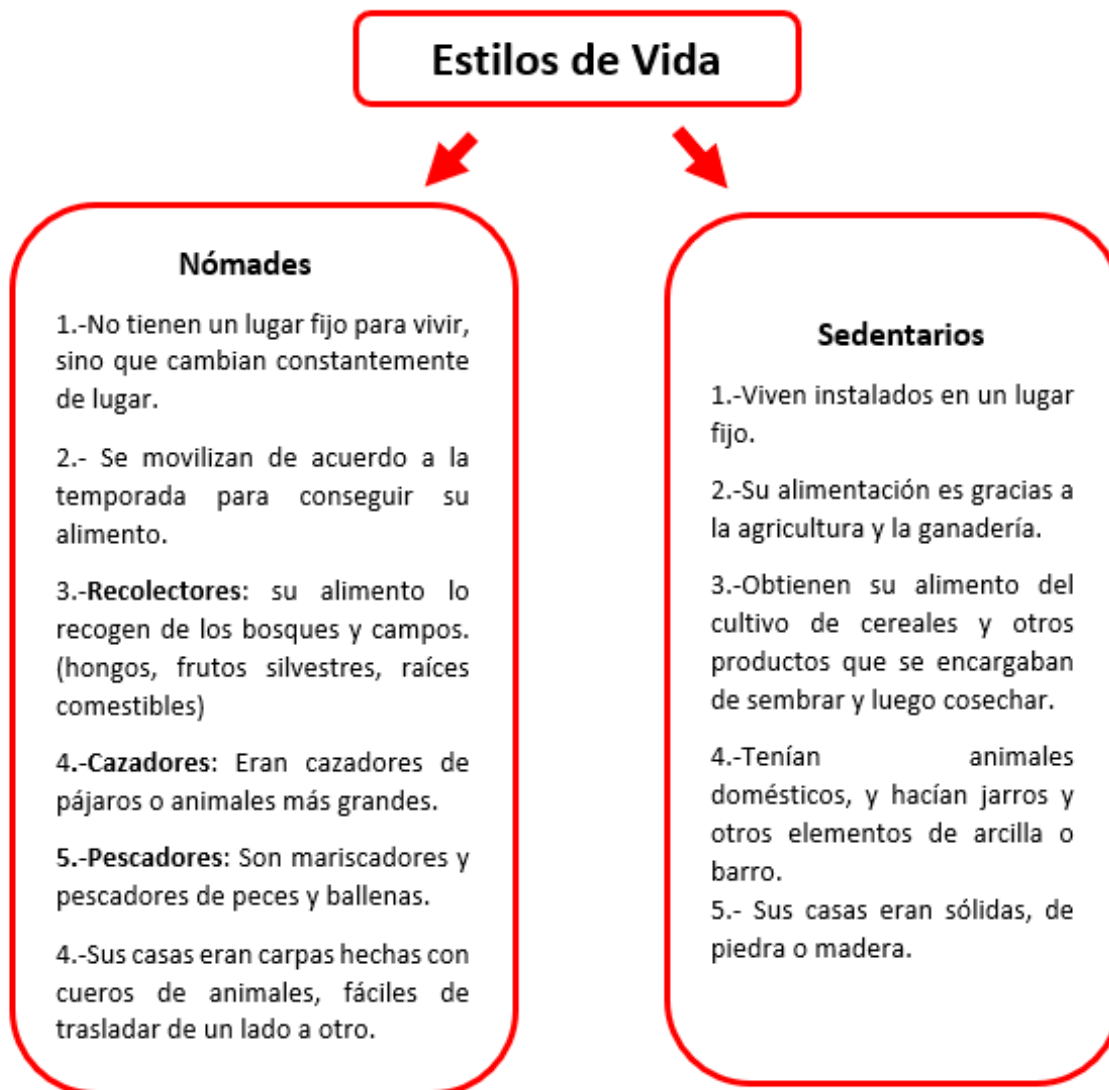 Estilos de Vida
Nómades
1.-No tienen un lugar fijo para vivir,
sino que cambian constantemente
de lugar.
2.- Se movilizan de acuerdo a la
temporada para conseguir su
alimento.
3.-Recolectores: su alimento lo
recogen de los bosques y campos.
(hongos, frutos silvestres, raíces
comestibles)
4.-Cazadores: Eran cazadores de
pájaros o animales más grandes.
5.-Pescadores: Son mariscadores y
pescadores de peces y ballenas.
4.-Sus casas eran carpas hechas con
cueros de animales, fáciles de
trasladar de un lado a otro.
Sedentarios
1.-Viven instalados en un lugar
fijo.
2.-Su alimentación es gracias a
la agricultura y la ganadería.
3.-Obtienen su alimento del
cultivo de cereales y otros
productos que se encargaban
de sembrar y luego cosechar.
4.-Tenían animales
domésticos, y hacían jarros y
otros elementos de arcilla o
barro.
5.- Sus casas eran sólidas, de
piedra o madera.